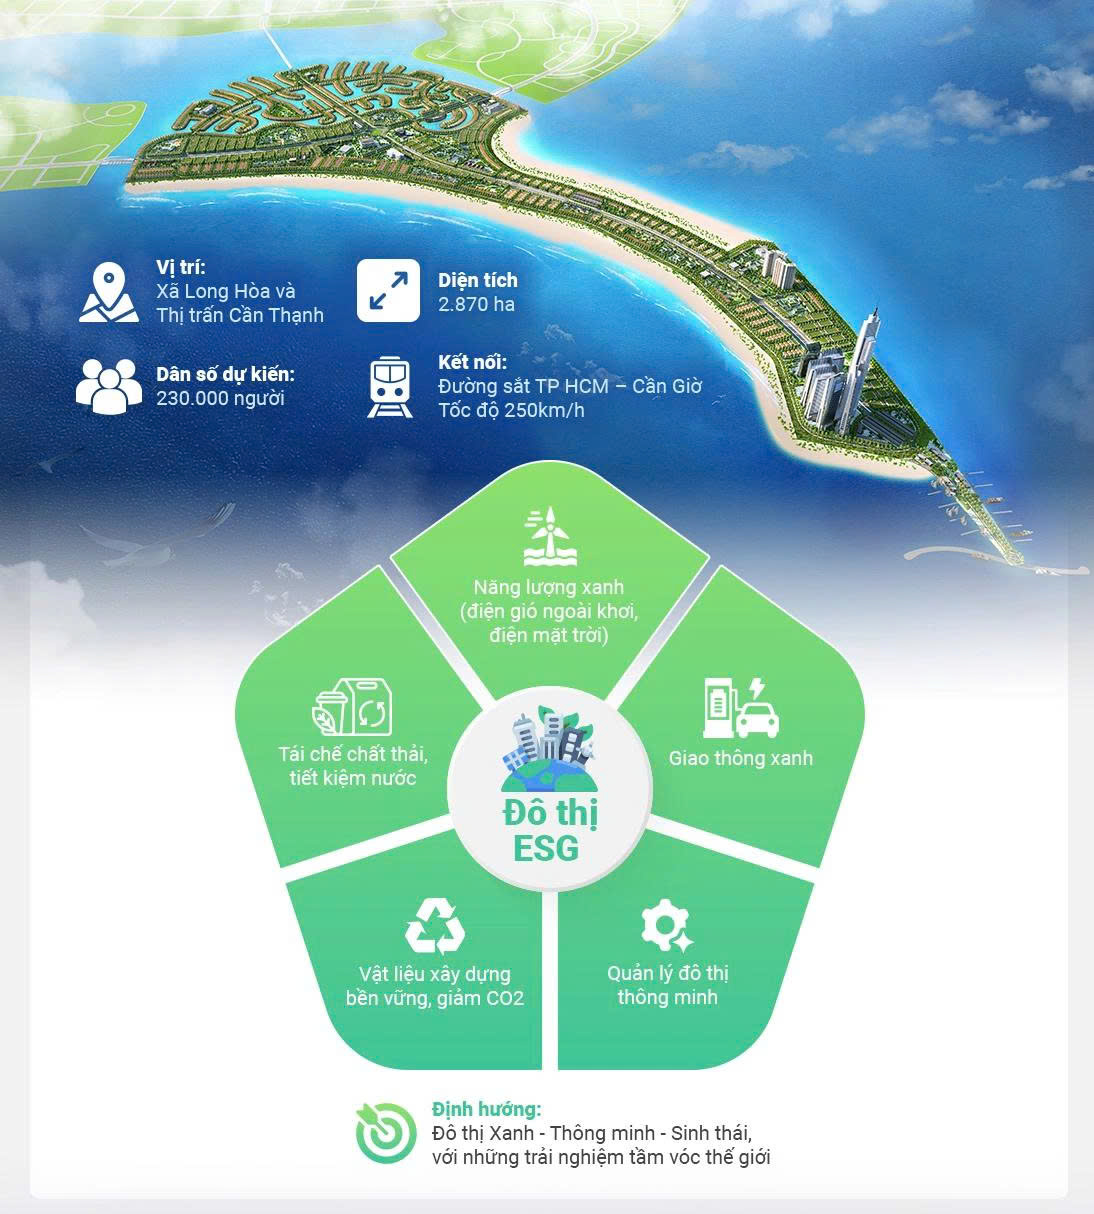 Vị trí:
Xã Long Hòa và
Thị trấn Cần Thạnh
Diện tích
2.870 ha
Dân số dự kiến:
230.000 người
Kết nối:
Đường sắt TP HCM – Cần Giờ
Tốc độ 250km/h
Năng lượng xanh
(điện gió ngoài khơi,
điện mặt trời)
Tái chế chất thải,
tiết kiệm nước
Giao thông xanh
Đô thị
ESG
Vật liệu xây dựng
bền vững, giảm CO2
Quản lý đô thị
thông minh
Định hướng:
Đô thị Xanh - Thông minh - Sinh thái,
với những trải nghiệm tầm vóc thế giới